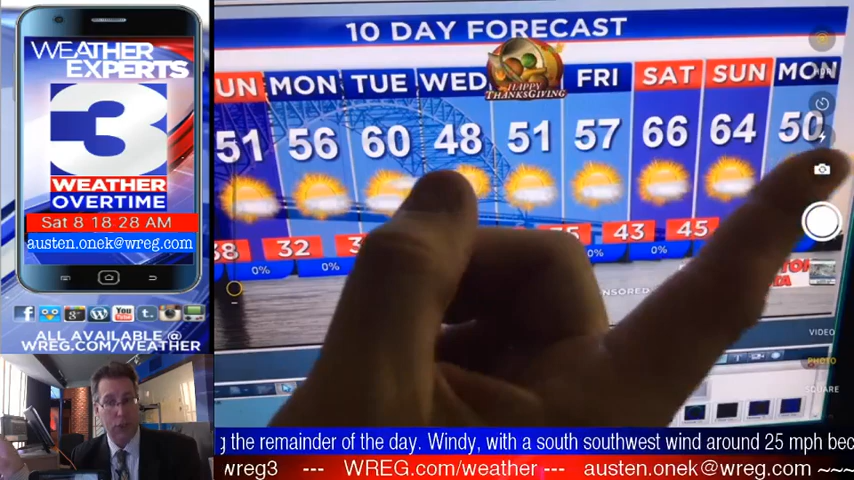 WEATHER
EXPERTS
3
WEATHER
OVERTIME
Sat 8 18 28 AM
austen.onek@wreg.com
ALL AVAILABLE @
WREG.COM/WEATHER
10 DAY FORECAST
UN MON TUE WED HAPPY THANKSGIVING FRI SAT SUN MON
51 56 60 48 51 57 66 64 50
38 32 3 35 43 45
0% 0% 0% 0%
NSORED
VIDEO
PHOTO
SQUARE
g the remainder of the day. Windy, with a south southwest wind around 25 mph bec
wreg3 --- WREG.com/weather --- austen.onek@wreg.com ~~~